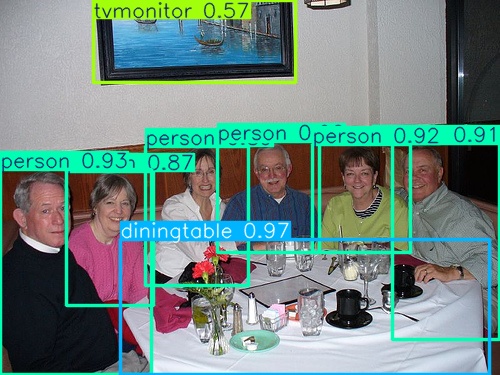 tvmonitor 0.57
person 0.93
0.87
person
person 0.
person 0.92
0.91
diningtable 0.97